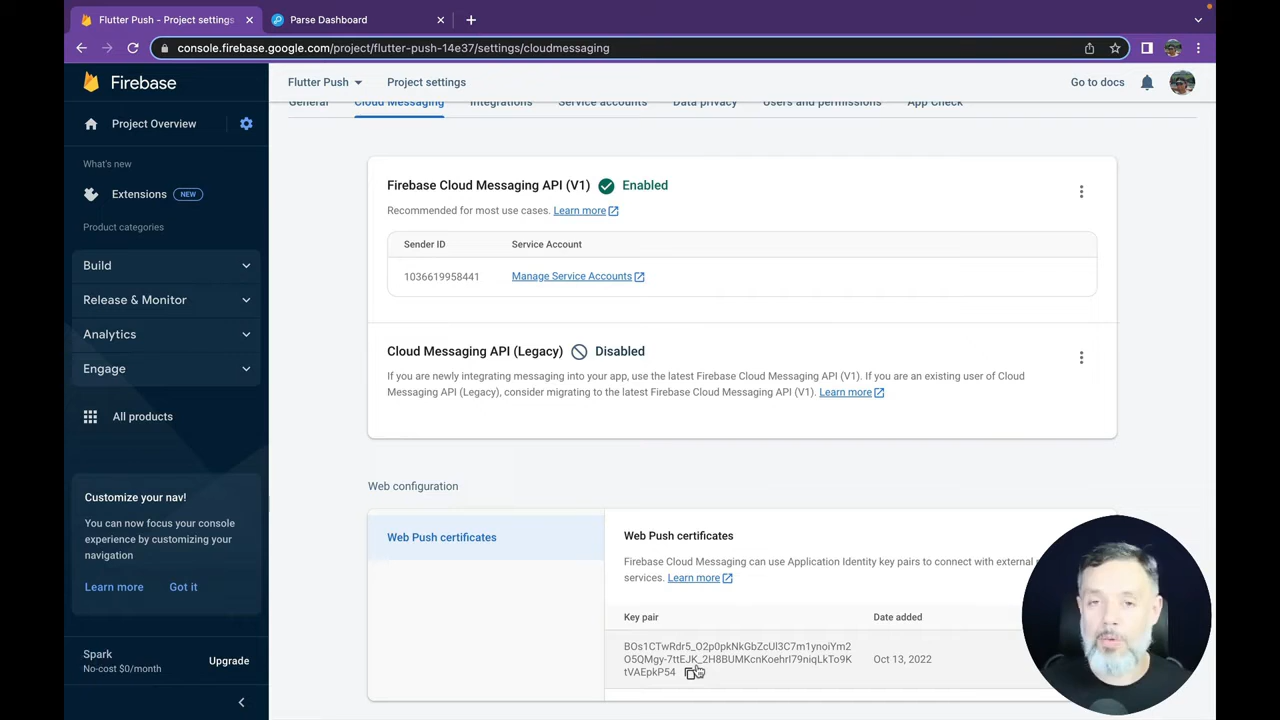 Flutter Push - Project settings
Parse Dashboard
console.firebase.google.com/project/flutter-push-14e37/settings/cloudmessaging
Firebase
Flutter Push
Project settings
Go to docs
General
Cloud Messaging
Integrations
Service accounts
Data privacy
Users and permissions
App Check
Project Overview
What's new
Extensions
NEW
Product categories
Build
Release & Monitor
Analytics
Engage
All products
Customize your nav!
You can now focus your console
experience by customizing your
navigation
Learn more
Got it
Spark
No-cost $0/month
Upgrade
Firebase Cloud Messaging API (V1)
Enabled
Recommended for most use cases. Learn more
Sender ID
Service Account
1036619958441
Manage Service Accounts
Cloud Messaging API (Legacy)
Disabled
If you are newly integrating messaging into your app, use the latest Firebase Cloud Messaging API (V1). If you are an existing user of Cloud
Messaging API (Legacy), consider migrating to the latest Firebase Cloud Messaging API (V1). Learn more
Web configuration
Web Push certificates
Web Push certificates
Firebase Cloud Messaging can use Application Identity key pairs to connect with external
services. Learn more
Key pair
Date added
BOs1CTwRdr5_O2p0pkNkGbZcUl3C7m1ynoiYm2
O5QMgy-7ttEJK_2H8BUMKcnKoehrI79niqLkTo9K
tVAEpkP54
Oct 13, 2022